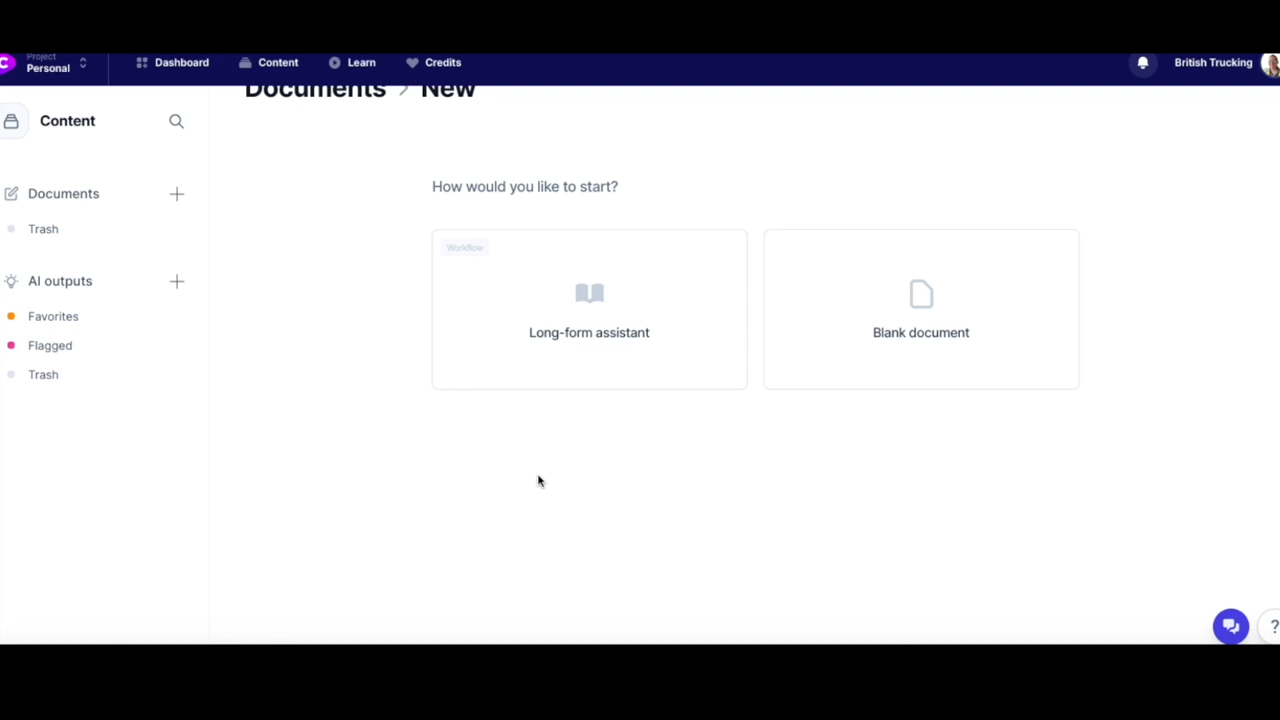 Project
Personal
Dashboard
Content
Learn
Credits
British Trucking
Documents > New
Content
Documents
Trash
AI outputs
Favorites
Flagged
Trash
How would you like to start?
Workflow
Long-form assistant
Blank document
?